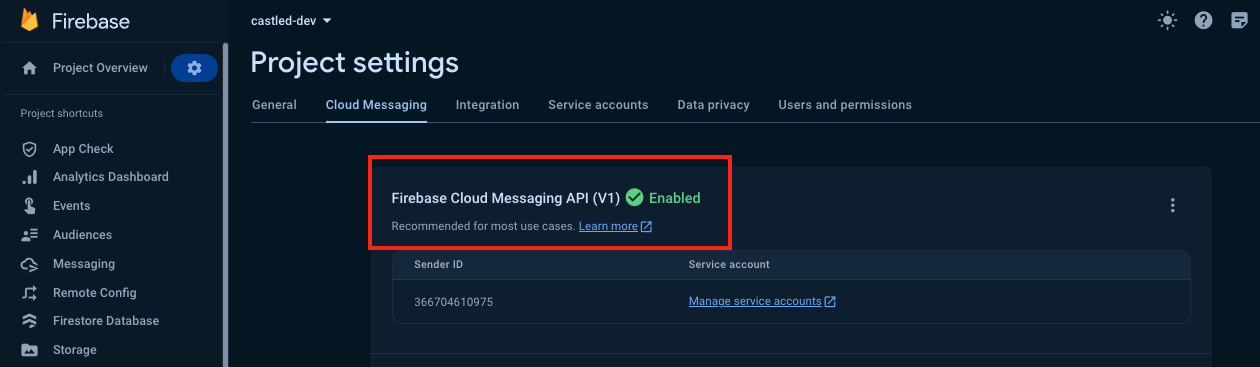 Firebase
castled-dev
Project Overview
Project settings
General Cloud Messaging Integration Service accounts Data privacy Users and permissions
Project shortcuts
App Check
Analytics Dashboard
Events
Audiences
Messaging
Remote Config
Firestore Database
Storage
Firebase Cloud Messaging API (V1) Enabled
Recommended for most use cases. Learn more
Sender ID Service account
366704610975 Manage service accounts